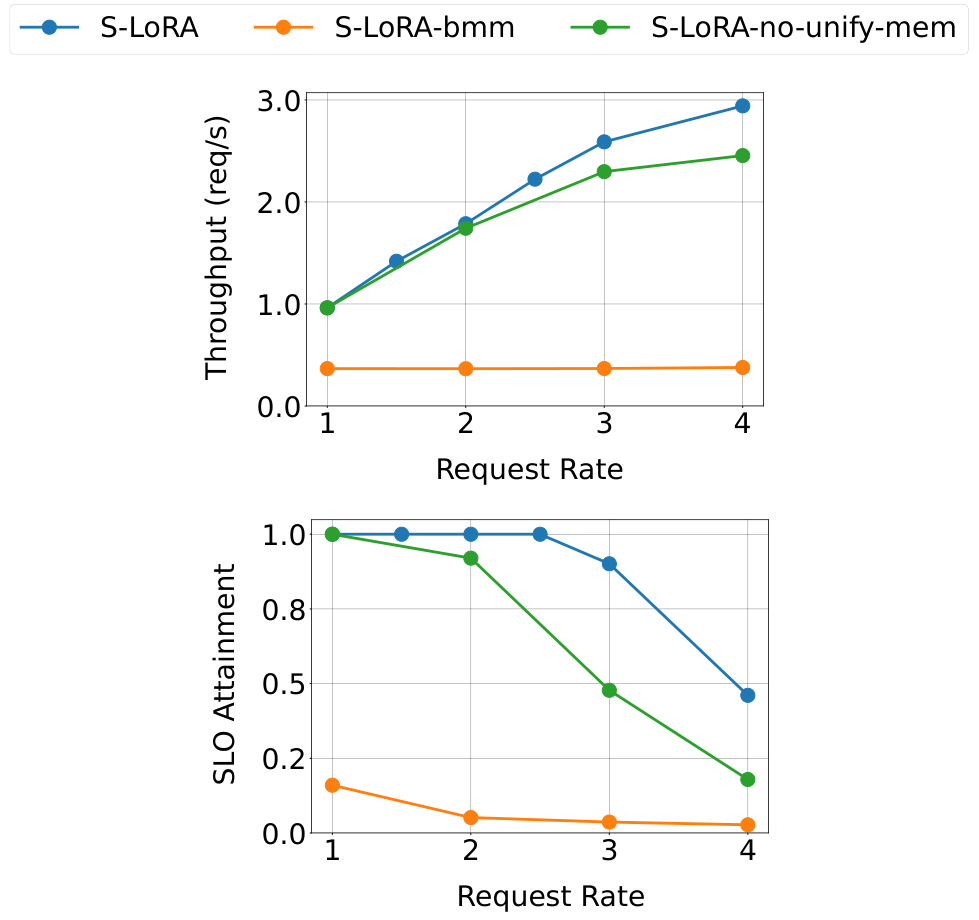 S-LoRA S-LoRA-bmm S-LoRA-no-unify-mem
Throughput (req/s)
3.0
2.0
1.0
0.0
1 2 3 4
Request Rate
SLO Attainment
1.0
0.8
0.5
0.2
0.0
1 2 3 4
Request Rate